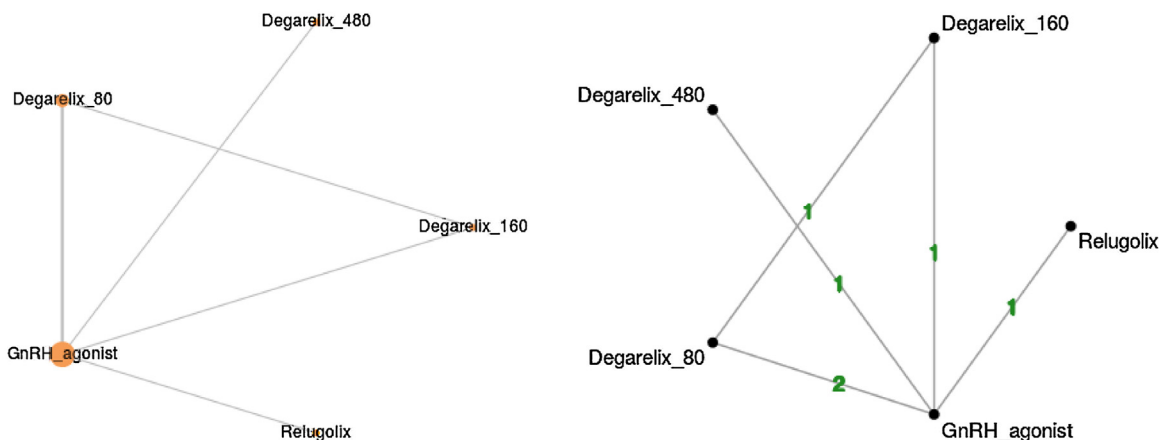 Degarelix_480
Degarelix_80
Degarelix_160
GnRH_agonist
Relugolix
Degarelix_160
Degarelix_480
1
Relugolix
1
1
1
Degarelix_80
2
GnRH_agonist